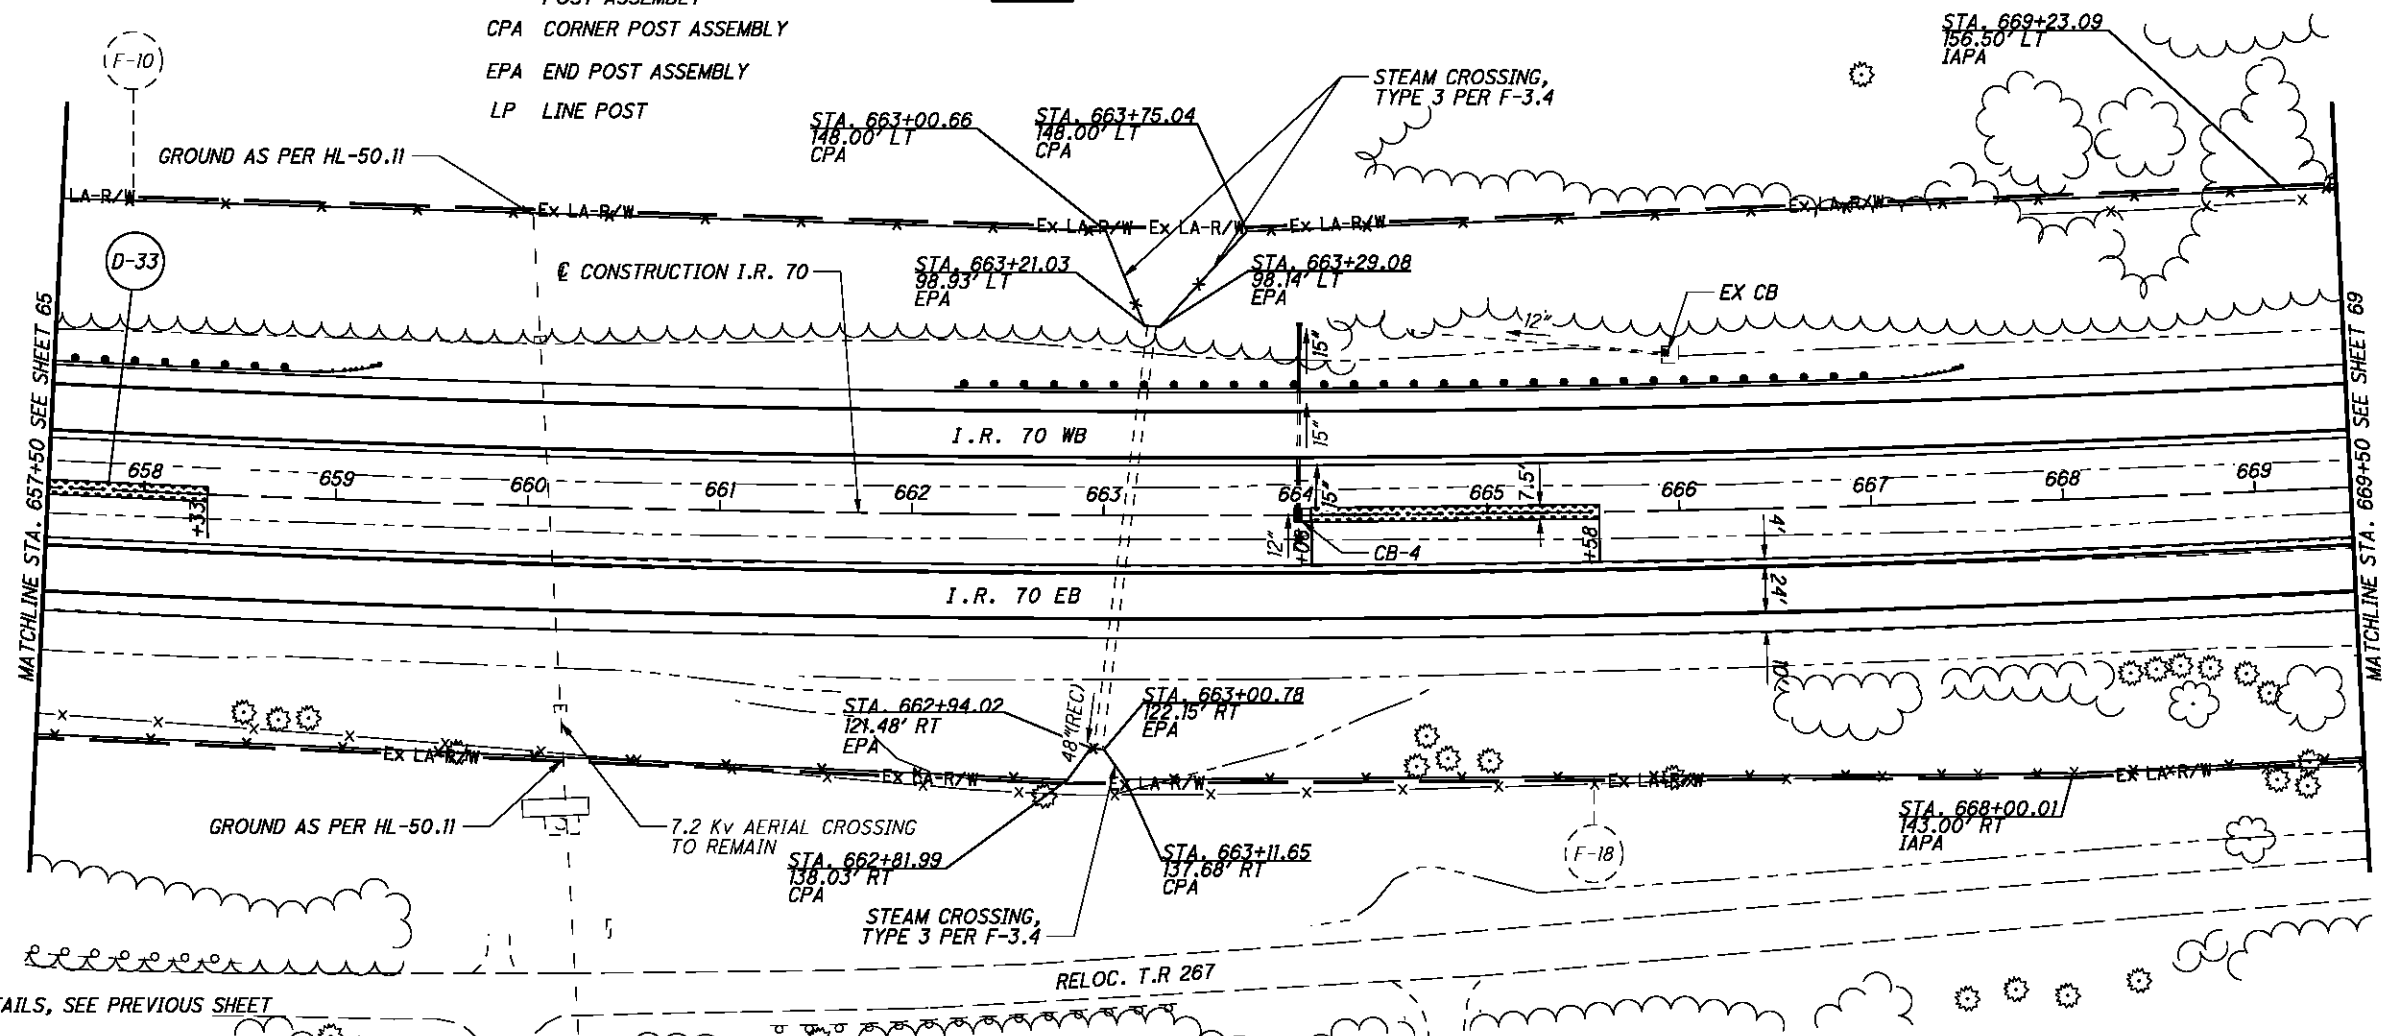 POST ASSEMBLY
CPA CORNER POST ASSEMBLY
EPA END POST ASSEMBLY
LP LINE POST
F-10
STA. 669+23.09
156.50' LT
IAPA
STEAM CROSSING,
TYPE 3 PER F-3.4
STA. 663+00.66
148.00' LT
CPA
STA. 663+75.04
148.00' LT
CPA
GROUND AS PER HL-50.11
LA-R/W
Ex LA-R/W
Ex LA-R/W
Ex LA-R/W
Ex LA-R/W
Ex LA-R/W
D-33
℄ CONSTRUCTION I.R. 70
STA. 663+21.03
98.93' LT
EPA
STA. 663+29.08
98.14' LT
EPA
EX CB
12"
15"
MATCHLINE STA. 657+50 SEE SHEET 65
MATCHLINE STA. 669+50 SEE SHEET 69
I.R. 70 WB
15"
658
659
660
661
662
663
664
665
666
667
668
669
15"
7.5'
+33
12"
+06
CB-4
+58
4'
24'
10'
I.R. 70 EB
E
48"(REC)
STA. 662+94.02
121.48' RT
EPA
STA. 663+00.78
122.15' RT
EPA
Ex LA-R/W
Ex LA-R/W
Ex LA-R/W
Ex LA-R/W
Ex LA-R/W
GROUND AS PER HL-50.11
7.2 Kv AERIAL CROSSING
TO REMAIN
STA. 662+81.99
138.03' RT
CPA
STA. 663+11.65
137.68' RT
CPA
F-18
STA. 668+00.01
143.00' RT
IAPA
STEAM CROSSING,
TYPE 3 PER F-3.4
RELOC. T.R 267
TAILS, SEE PREVIOUS SHEET